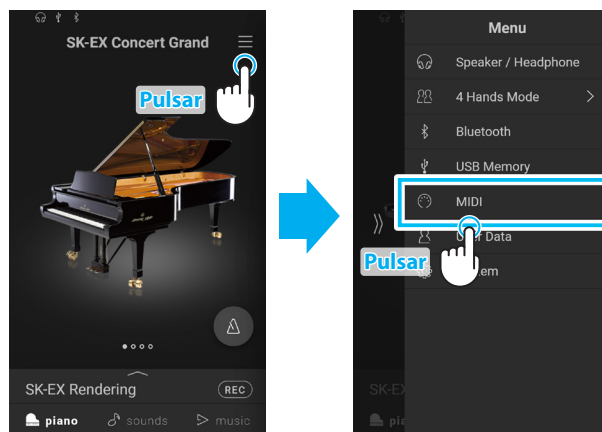 SK-EX Concert Grand
Pulsar
SK-EX Rendering
REC
piano
sounds
music
Menu
Speaker / Headphone
4 Hands Mode
Bluetooth
USB Memory
MIDI
Data
Pulsar
SK-EX